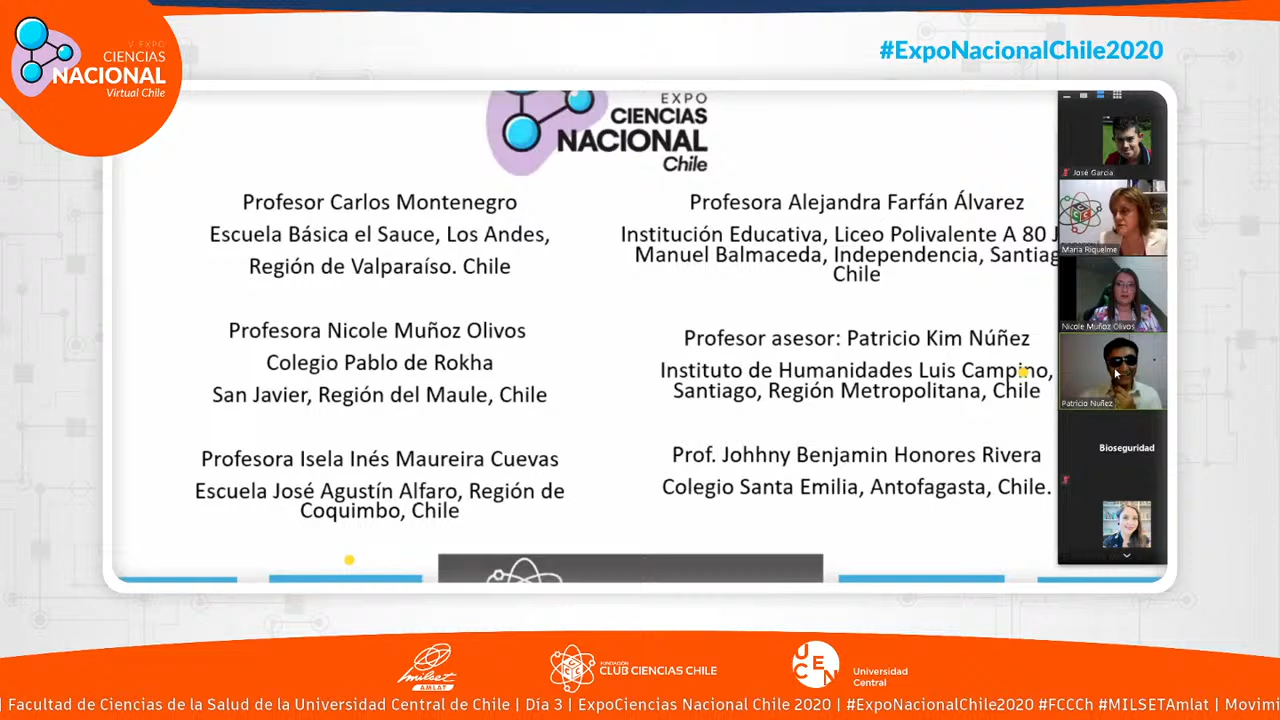 V EXPO
CIENCIAS
NACIONAL
Virtual Chile
#ExpoNacionalChile2020
EXPO
CIENCIAS
NACIONAL
Chile
Profesor Carlos Montenegro
Escuela Básica el Sauce, Los Andes,
Región de Valparaíso. Chile
Profesora Nicole Muñoz Olivos
Colegio Pablo de Rokha
San Javier, Región del Maule, Chile
Profesora Isela Inés Maureira Cuevas
Escuela José Agustín Alfaro, Región de
Coquimbo, Chile
Profesora Alejandra Farfán Álvarez
Institución Educativa, Liceo Polivalente A 80 J
Manuel Balmaceda, Independencia, Santiag
Chile
Profesor asesor: Patricio Kim Núñez
Instituto de Humanidades Luis Campino,
Santiago, Región Metropolitana, Chile
Prof. Johhny Benjamin Honores Rivera
Colegio Santa Emilia, Antofagasta, Chile.
José Garcia
Maria Riquelme
Nicole Muñoz Olivos
Patricio Nuñez
Bioseguridad
milset
AMLAT
FUNDACIÓN
CLUB CIENCIAS CHILE
UCEN
Universidad
Central
| Facultad de Ciencias de la Salud de la Universidad Central de Chile | Día 3 | ExpoCiencias Nacional Chile 2020 | #ExpoNacionalChile2020 #FCCCh #MILSETAmlat | Movimi